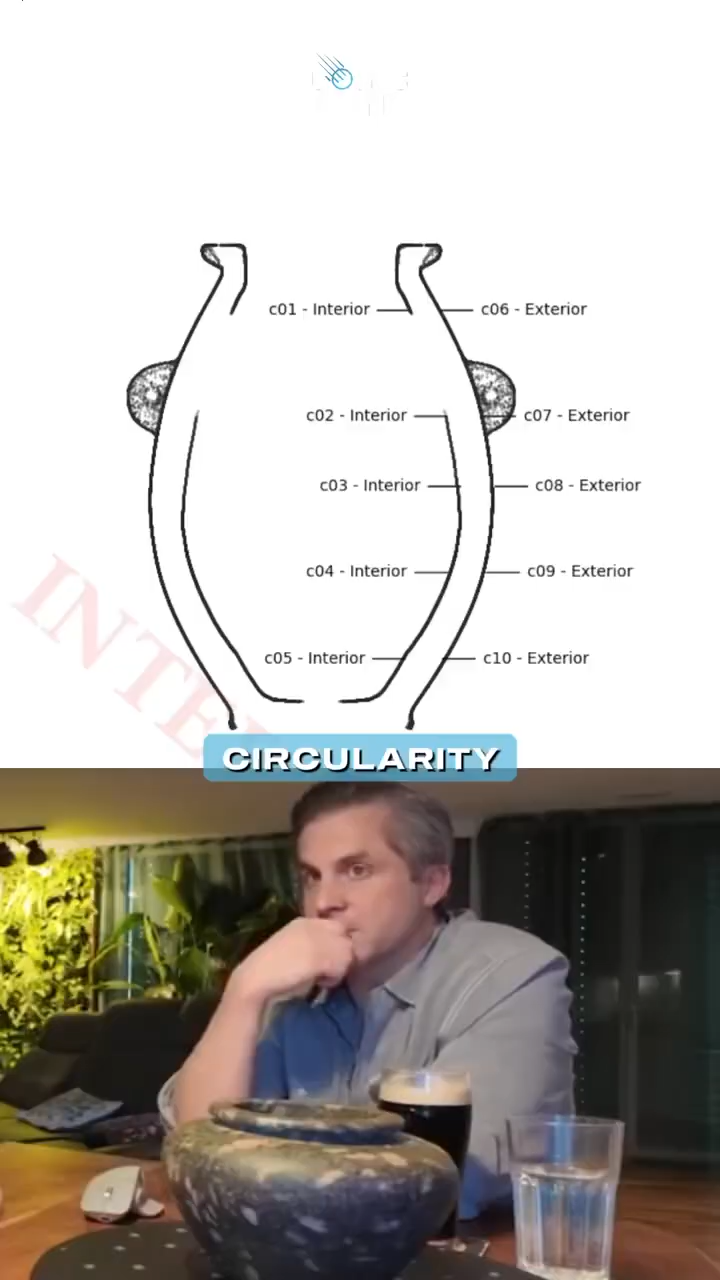 c01 - Interior
c06 - Exterior
c02 - Interior
c07 - Exterior
c03 - Interior
c08 - Exterior
c04 - Interior
c09 - Exterior
c05 - Interior
c10 - Exterior
CIRCULARITY